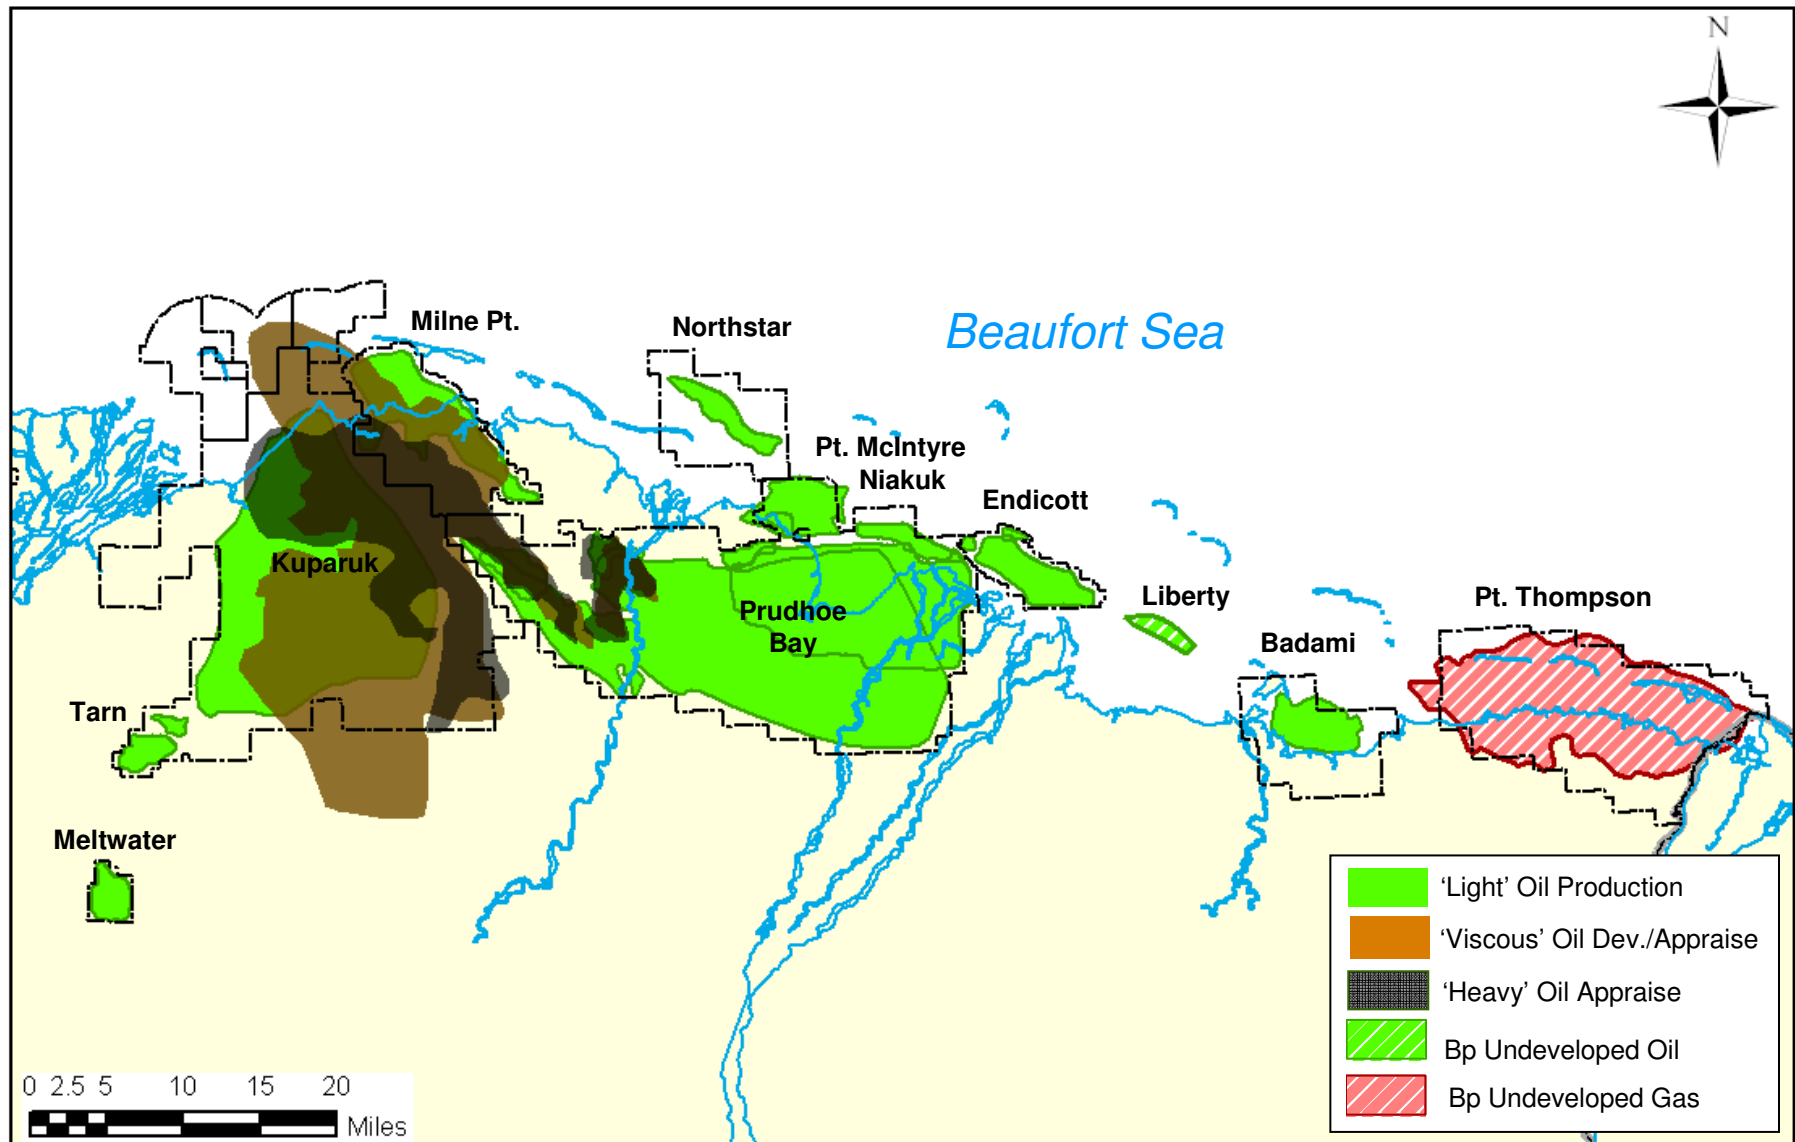 N
Milne Pt.
Northstar
Beaufort Sea
Pt. McIntyre
Niakuk
Endicott
Kuparuk
Prudhoe
Bay
Liberty
Pt. Thompson
Badami
Tarn
Meltwater
'Light' Oil Production
'Viscous' Oil Dev./Appraise
'Heavy' Oil Appraise
Bp Undeveloped Oil
Bp Undeveloped Gas
0 2.5 5 10 15 20
Miles